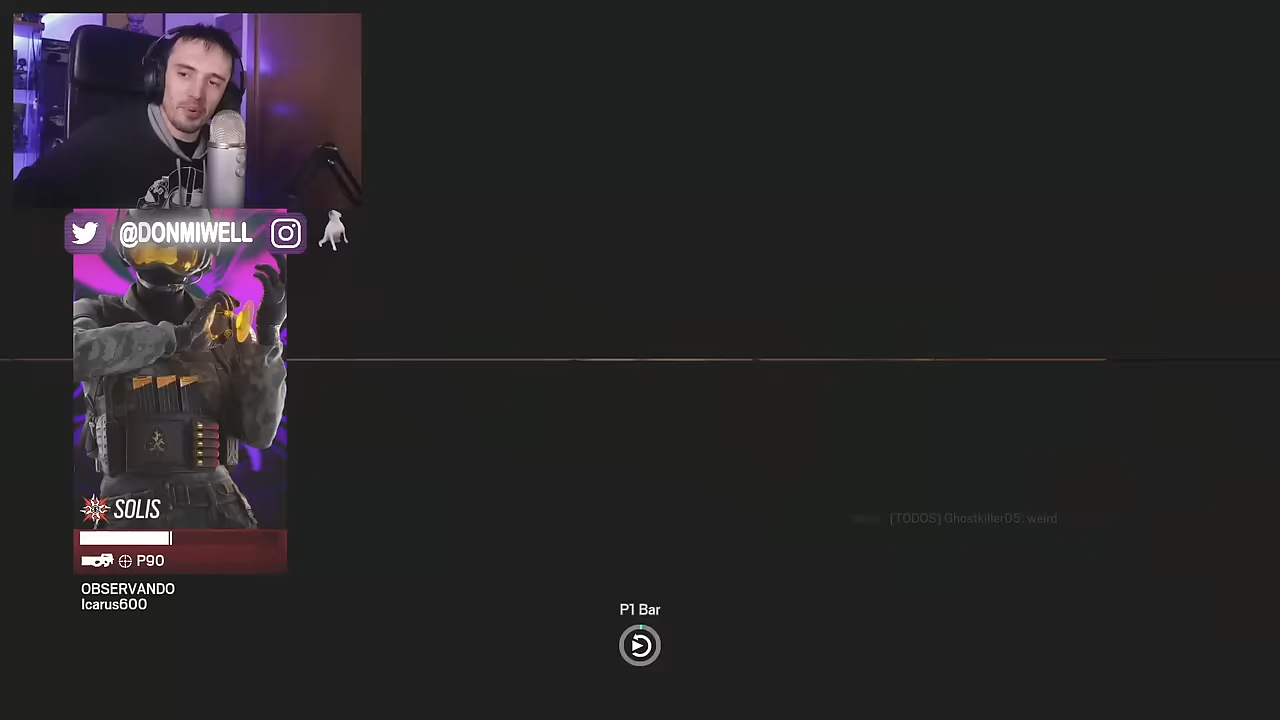 @DONMIWELL
SOLIS
P90
OBSERVANDO
Icarus600
[TODOS] Ghostkiller05: weird
P1 Bar